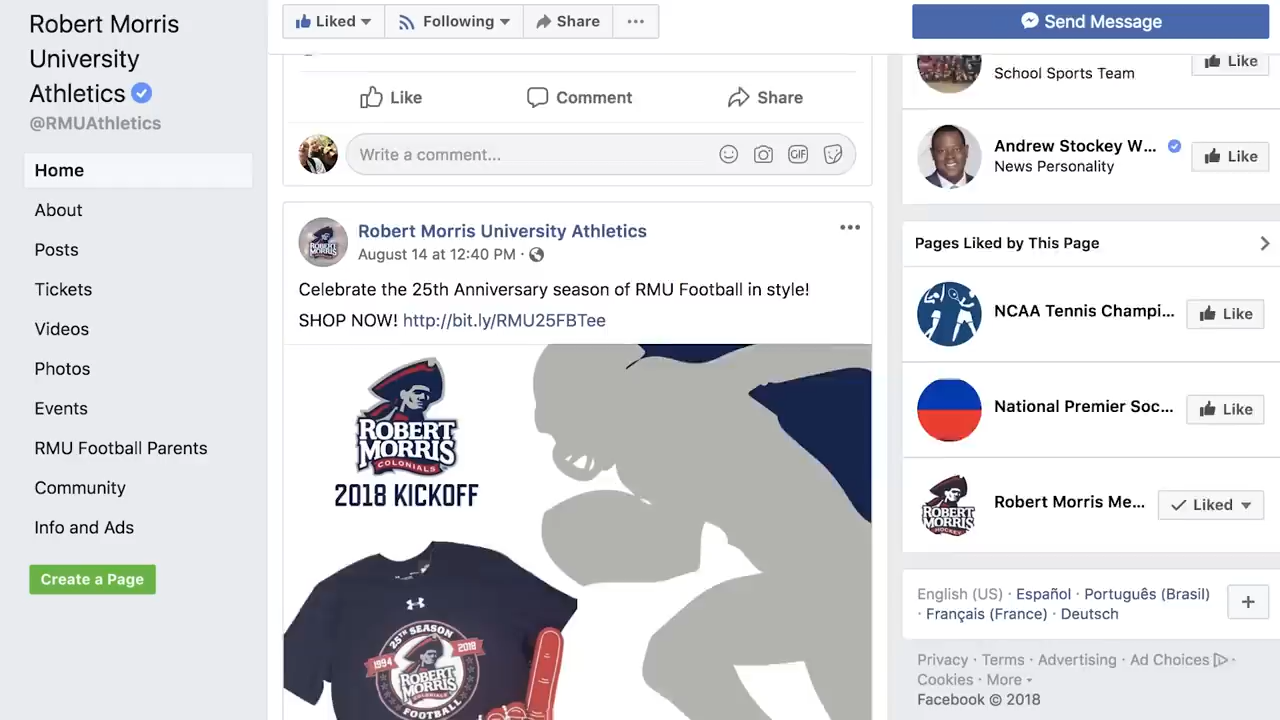 Robert Morris
University
Athletics
@RMUAthletics
Home
About
Posts
Tickets
Videos
Photos
Events
RMU Football Parents
Community
Info and Ads
Create a Page
Liked
Following
Share
Send Message
Like
Comment
Share
Write a comment...
GIF
Robert Morris University Athletics
August 14 at 12:40 PM ·
Celebrate the 25th Anniversary season of RMU Football in style!
SHOP NOW! http://bit.ly/RMU25FBTee
ROBERT
MORRIS
COLONIALS
2018 KICKOFF
25TH SEASON
1994 2018
ROBERT
MORRIS
COLONIALS
FOOTBALL
School Sports Team
Like
Andrew Stockey W...
News Personality
Like
Pages Liked by This Page
NCAA Tennis Champi...
Like
National Premier Soc...
Like
ROBERT
MORRIS
HOCKEY
Robert Morris Me...
Liked
English (US) · Español · Português (Brasil)
· Français (France) · Deutsch
Privacy · Terms · Advertising · Ad Choices ·
Cookies · More
Facebook © 2018